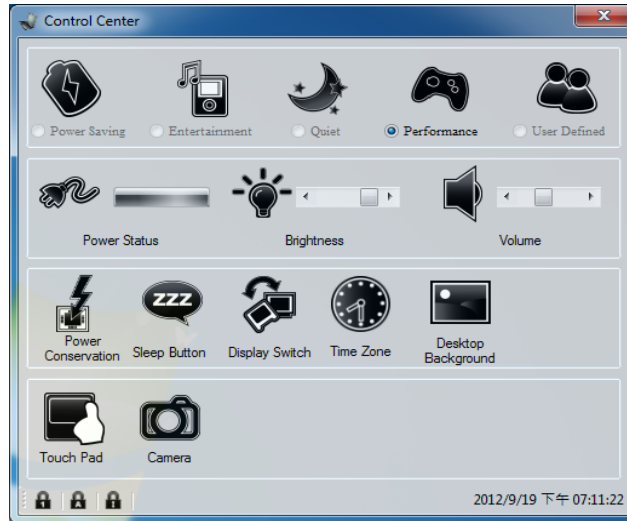 Control Center
Power Saving
Entertainment
Quiet
Performance
User Defined
Power Status
Brightness
Volume
Power
Conservation
ZZZ
Sleep Button
Display Switch
Time Zone
Desktop
Background
Touch Pad
Camera
2012/9/19 下午 07:11:22